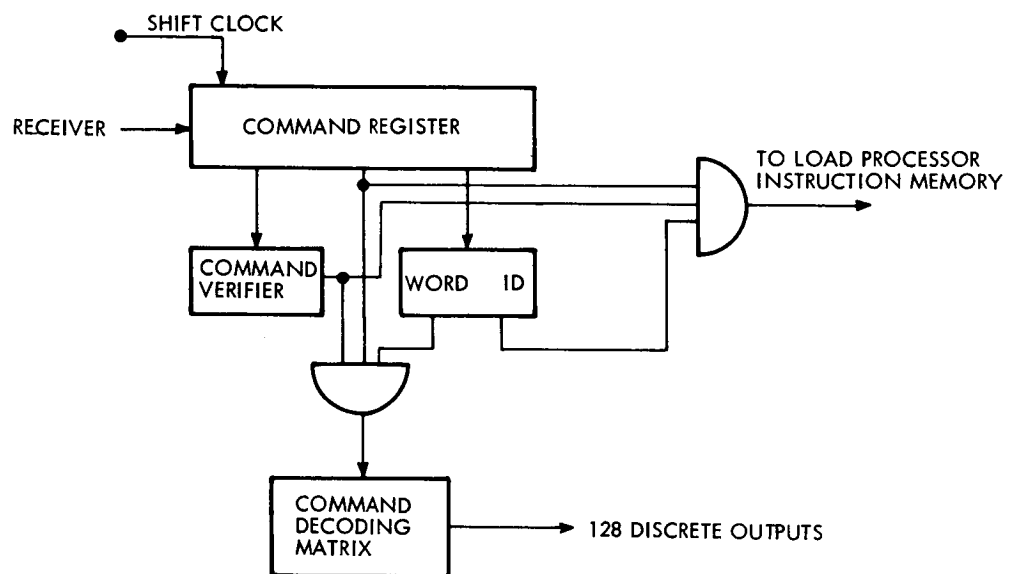 SHIFT CLOCK
RECEIVER
COMMAND REGISTER
TO LOAD PROCESSOR
INSTRUCTION MEMORY
COMMAND
VERIFIER
WORD ID
COMMAND
DECODING
MATRIX
128 DISCRETE OUTPUTS